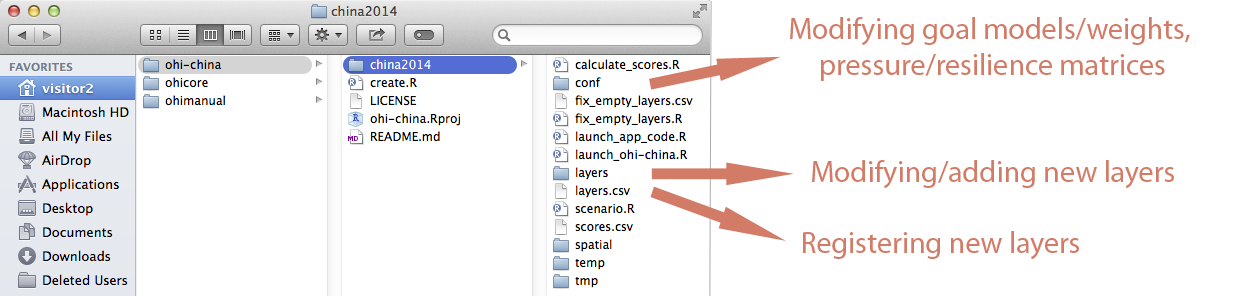 china2014
FAVORITES
visitor2
Macintosh HD
All My Files
AirDrop
Applications
Desktop
Documents
Downloads
Deleted Users
ohi-china
ohicore
ohimanual
china2014
create.R
LICENSE
ohi-china.Rproj
README.md
calculate_scores.R
conf
fix_empty_layers.csv
fix_empty_layers.R
launch_app_code.R
launch_ohi-china.R
layers
layers.csv
scenario.R
scores.csv
spatial
temp
tmp
Modifying goal models/weights,
pressure/resilience matrices
Modifying/adding new layers
Registering new layers